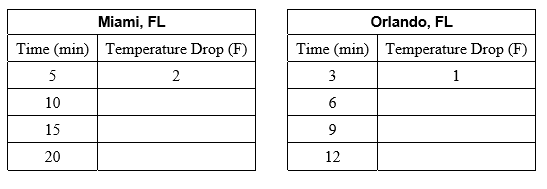 Miami, FL
Time (min) Temperature Drop (F)
5 2
10
15
20
Orlando, FL
Time (min) Temperature Drop (F)
3 1
6
9
12